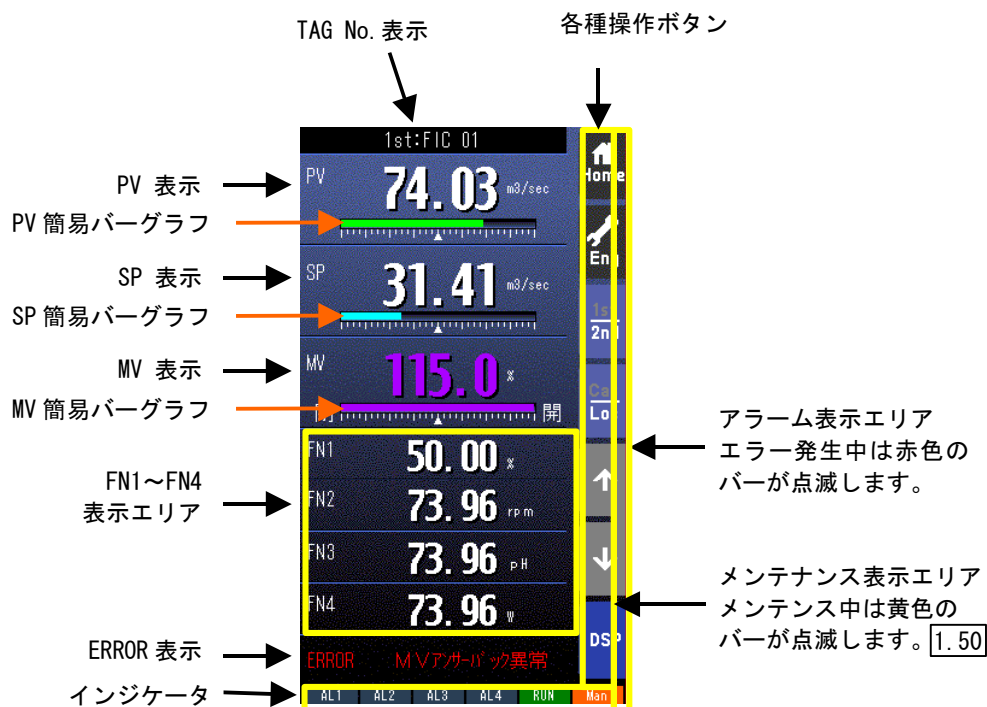 TAG No.表示
各種操作ボタン
1st:FIC 01
Home
PV 表示
PV
74.03 m3/sec
PV簡易バーグラフ
Eng
SP 表示
SP
31.41 m3/sec
SP簡易バーグラフ
1st
2nd
MV 表示
MV
115.0 %
MV簡易バーグラフ
開
開
Cas
Loc
アラーム表示エリア
エラー発生中は赤色の
バーが点滅します。
FN1～FN4
表示エリア
FN1
50.00 %
FN2
73.96 rpm
FN3
73.96 pH
FN4
73.96 W
メンテナンス表示エリア
メンテンス中は黄色の
バーが点滅します。1.50
DSP
ERROR 表示
ERROR MVアンサーバック異常
インジケータ
AL1 AL2 AL3 AL4 RUN Man